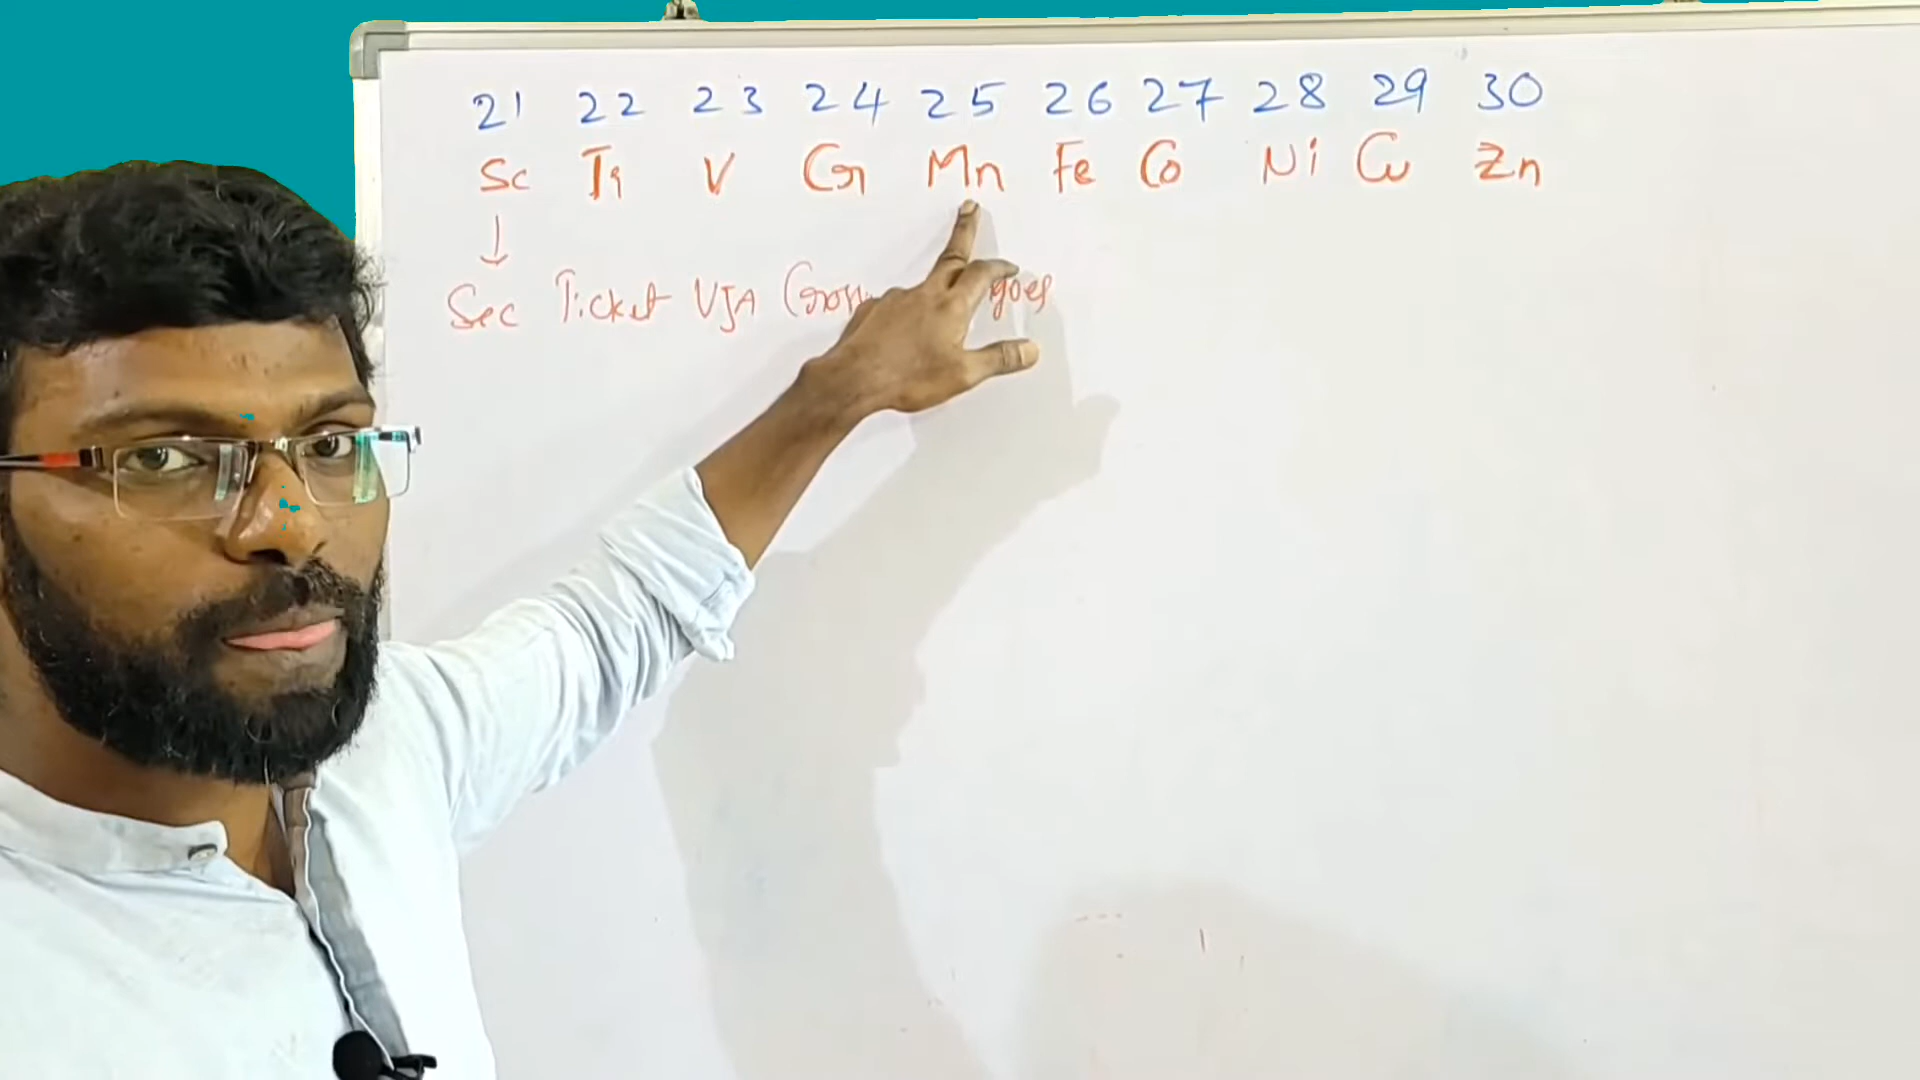 21 22 23 24 25 26 27 28 29 30
Sc Ti V Cr Mn Fe Co Ni Cu Zn
Sec Ticket VJA goes